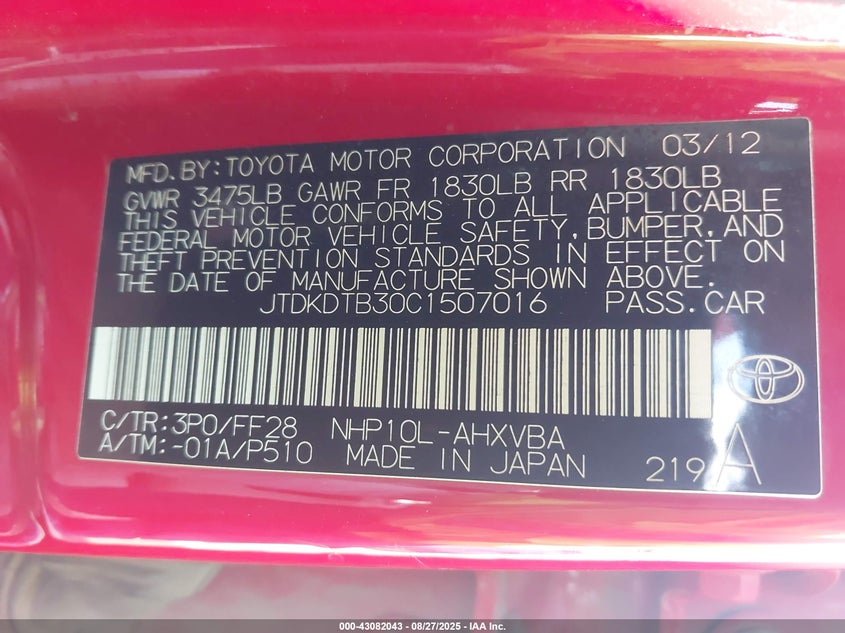 MFD.BY:TOYOTA MOTOR CORPORATION 03/12
GVWR 3475LB GAWR FR 1830LB RR 1830LB
THIS VEHICLE CONFORMS TO ALL APPLICABLE
FEDERAL MOTOR VEHICLE SAFETY,BUMPER,AND
THEFT PREVENTION STANDARDS IN EFFECT ON
THE DATE OF MANUFACTURE SHOWN ABOVE.
JTDKDTB30C1507016 PASS.CAR
C/TR:3P0/FF28 NHP10L-AHXVBA
A/TM:-01A/P510 MADE IN JAPAN 219 A
000-43082043 - 08/27/2025 - IAA Inc.